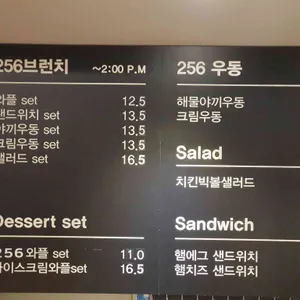 256브런치 ~2:00 P.M
와플 set 12.5
샌드위치 set 13.5
야끼우동 set 13.5
크림우동 set 13.5
샐러드 set 16.5
Dessert set
256와플 set 11.0
아이스크림와플set 16.5
256 우동
해물야끼우동
크림우동
Salad
치킨빅볼샐러드
Sandwich
햄에그 샌드위치
햄치즈 샌드위치